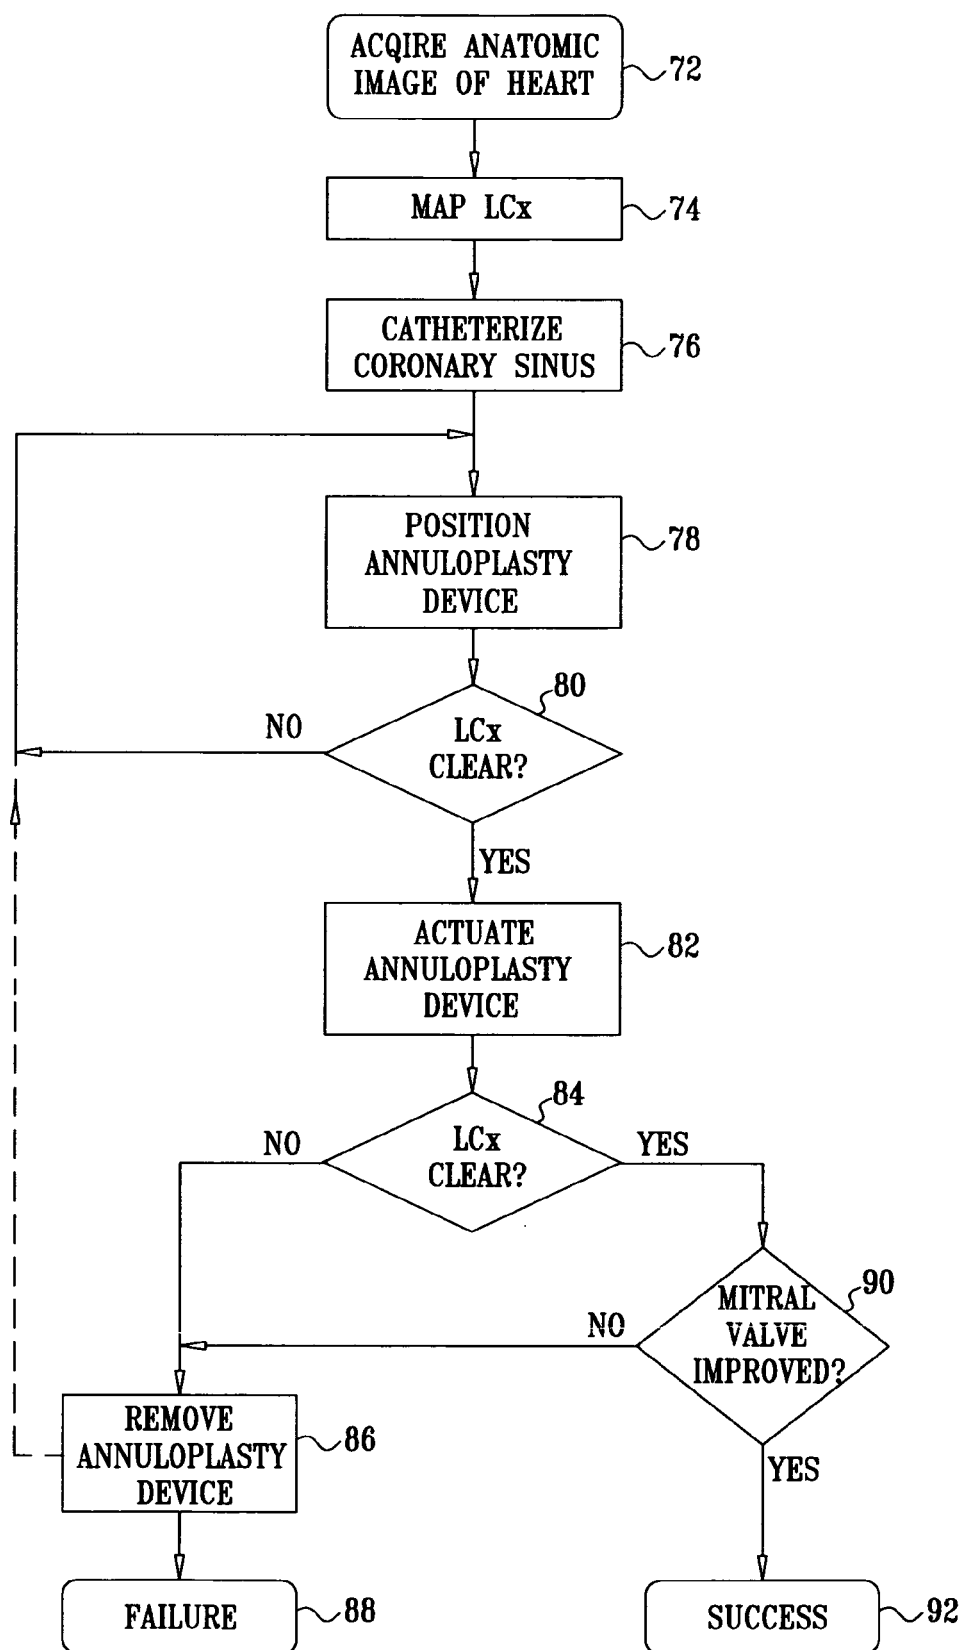 ACQIRE ANATOMIC
IMAGE OF HEART
72
MAP LCx
74
CATHETERIZE
CORONARY SINUS
76
POSITION
ANNULOPLASTY
DEVICE
78
80
LCx
CLEAR?
NO
YES
ACTUATE
ANNULOPLASTY
DEVICE
82
84
LCx
CLEAR?
NO
YES
90
MITRAL
VALVE
IMPROVED?
NO
YES
REMOVE
ANNULOPLASTY
DEVICE
86
FAILURE
88
SUCCESS
92